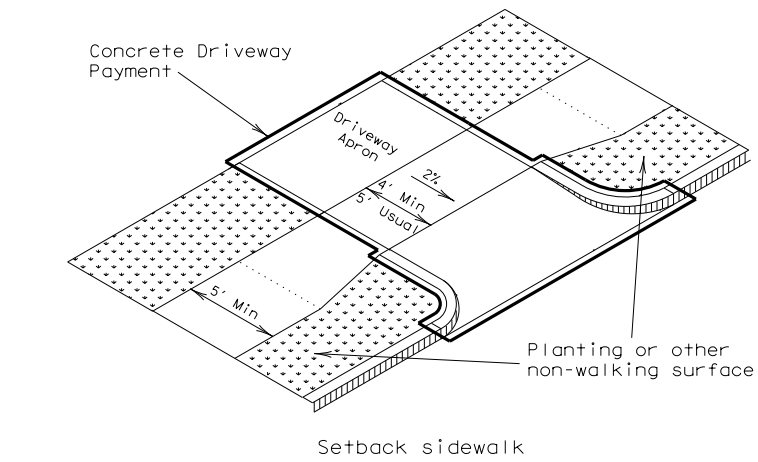 Concrete Driveway
Payment
Driveway
Apron
2%
4' Min
5' Usual
5' Min
Planting or other
non-walking surface
Setback sidewalk